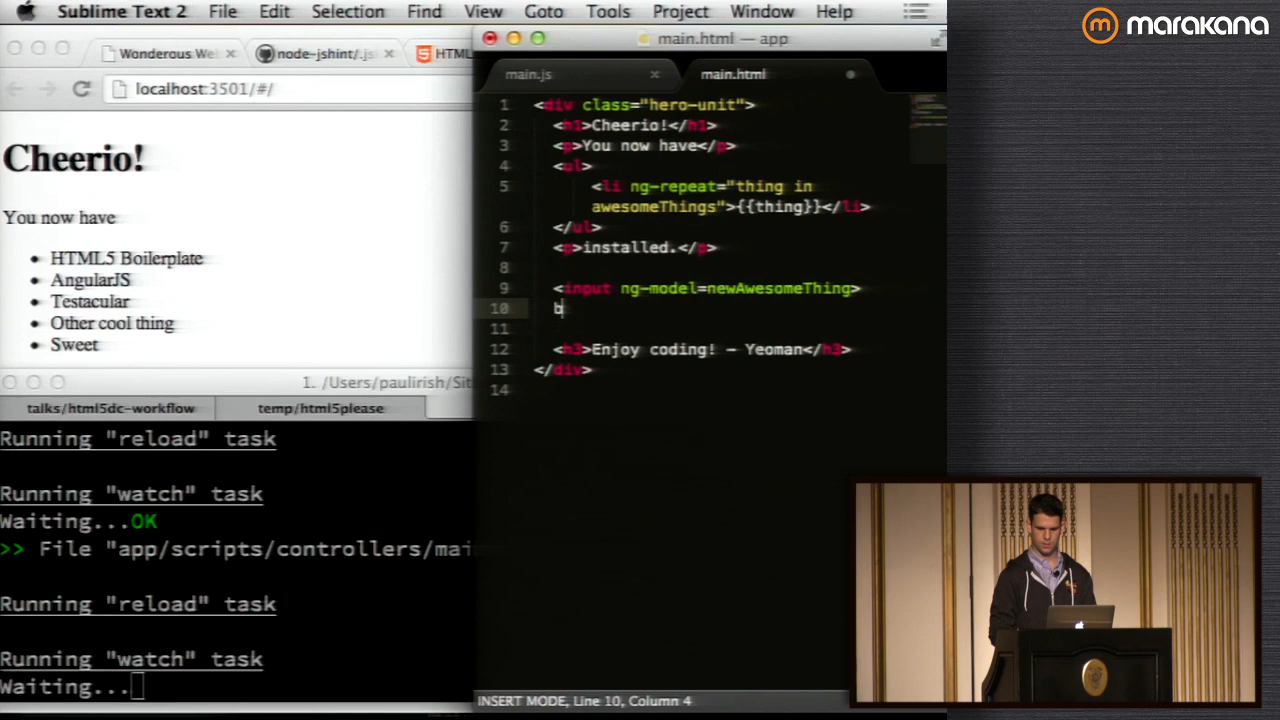 Sublime Text 2 File Edit Selection Find View Goto Tools Project Window Help
marakana
Wonderous We
node-jshint/.js
HTML
localhost:3501/#/
Cheerio!
You now have
HTML5 Boilerplate
AngularJS
Testacular
Other cool thing
Sweet
1. /Users/paulirish/Sit
talks/html5dc-workflow
temp/html5please
Running "reload" task
Running "watch" task
Waiting...OK
>> File "app/scripts/controllers/mai
Running "reload" task
Running "watch" task
Waiting...
main.html — app
main.js
main.html
1 <div class="hero-unit">
2 <h1>Cheerio!</h1>
3 <p>You now have</p>
4 <ul>
5 <li ng-repeat="thing in
awesomeThings">{{thing}}</li>
6 </ul>
7 <p>installed.</p>
8
9 <input ng-model=newAwesomeThing>
10 b
11
12 <h3>Enjoy coding! - Yeoman</h3>
13 </div>
14
INSERT MODE, Line 10, Column 4